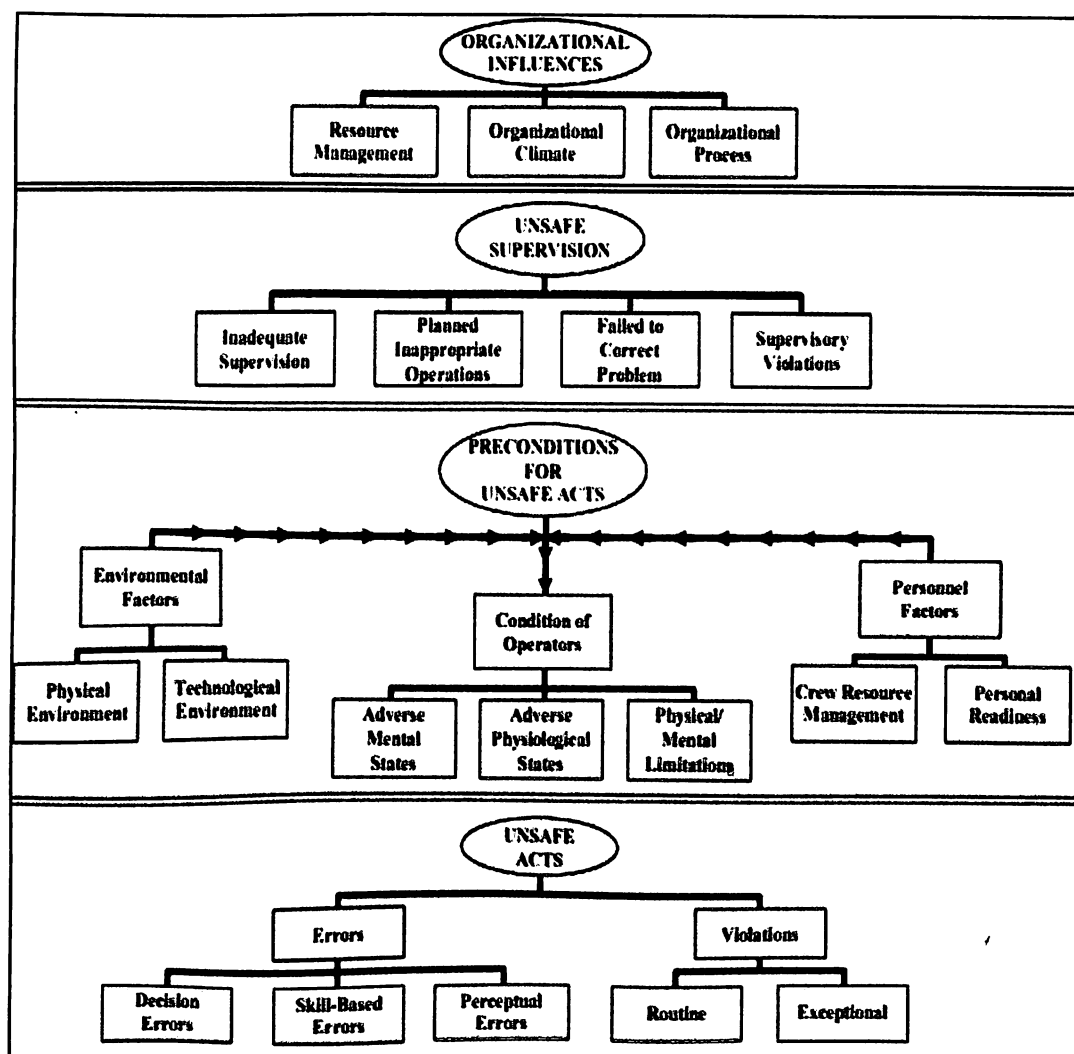 ORGANIZATIONAL
INFLUENCES
Resource
Management
Organizational
Climate
Organizational
Process
UNSAFE
SUPERVISION
Inadequate
Supervision
Planned
Inappropriate
Operations
Failed to
Correct
Problem
Supervisory
Violations
PRECONDITIONS
FOR
UNSAFE ACTS
Environmental
Factors
Condition of
Operators
Personnel
Factors
Physical
Environment
Technological
Environment
Adverse
Mental
States
Adverse
Physiological
States
Physical/
Mental
Limitations
Crew Resource
Management
Personal
Readiness
UNSAFE
ACTS
Errors
Violations
Decision
Errors
Skill-Based
Errors
Perceptual
Errors
Routine
Exceptional